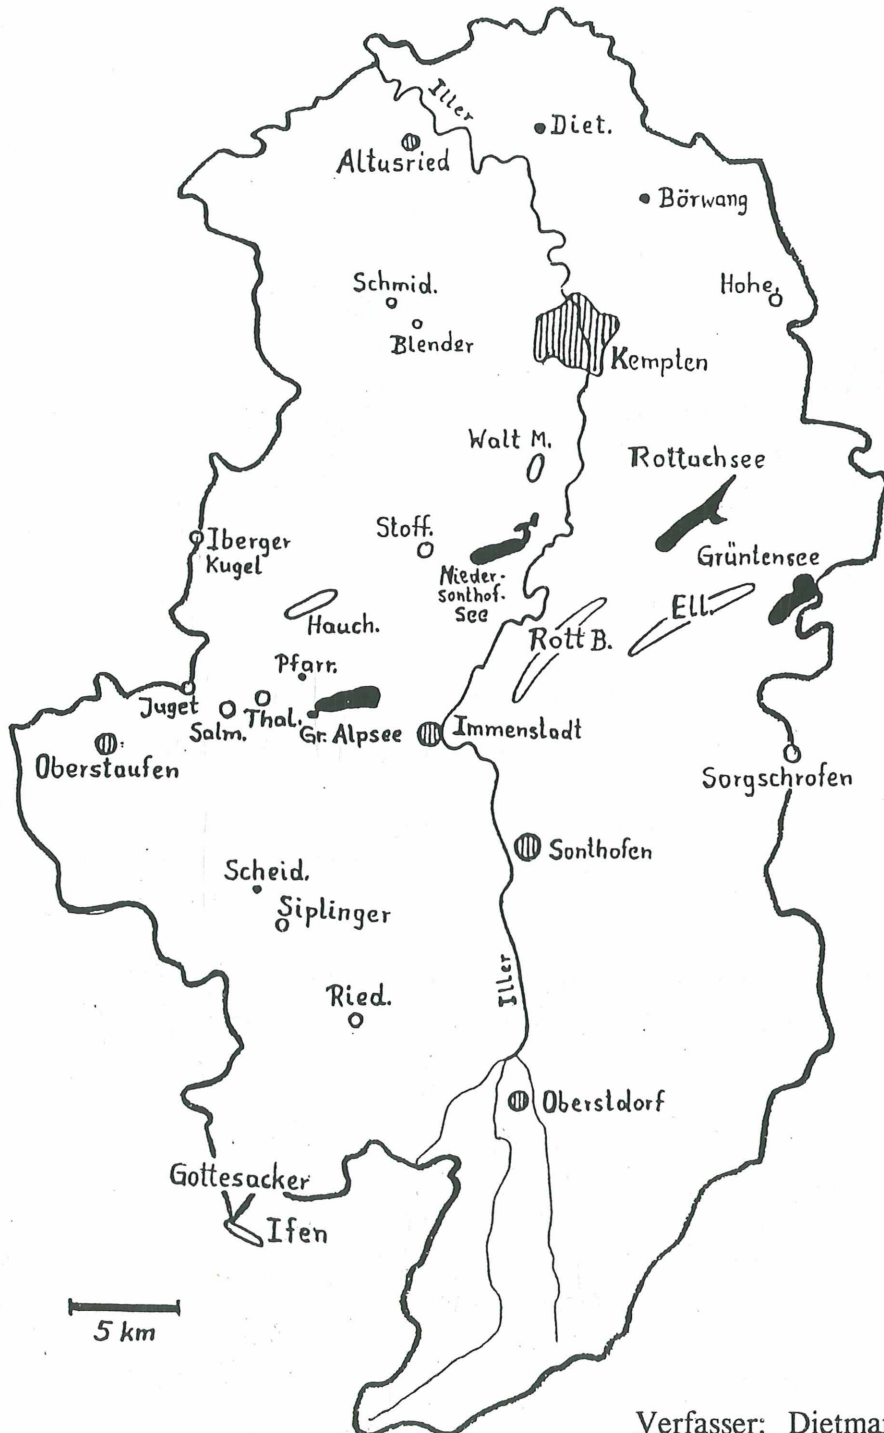 Iller
Diet.
Altusried
Börwang
Schmid.
Hohe.
Blender
Kempten
Walt M.
Rottachsee
Stoff.
Iberger
Kugel
Grüntensee
Nieder-
sonthof.
See
Ell.
Hauch.
Rott B.
Pfarr.
Juget
Salm.
Thal.
Gr. Alpsee
Immenstadt
Oberstaufen
Sorgschrofen
Sonthofen
Scheid.
Siplinger
Iller
Ried.
Oberstdorf
Gottesacker
Ifen
5 km
Verfasser: Dietmar